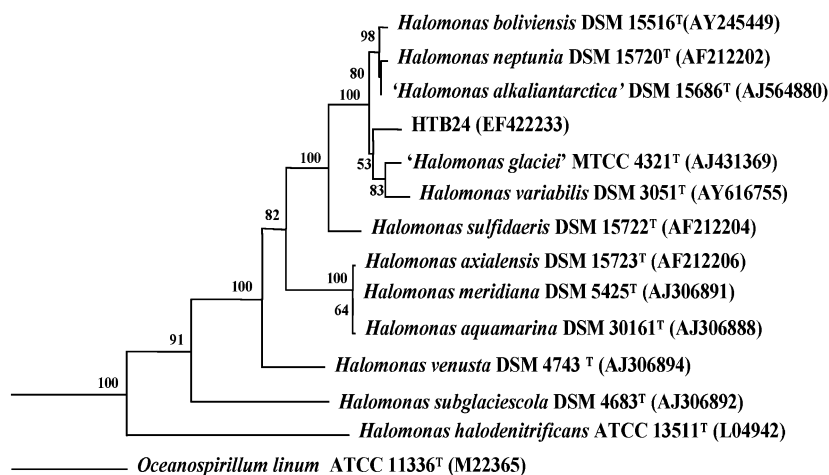 98 Halomonas boliviensis DSM 15516ᵀ(AY245449)
Halomonas neptunia DSM 15720ᵀ (AF212202)
80
'Halomonas alkaliantarctica' DSM 15686ᵀ (AJ564880)
100
HTB24 (EF422233)
100
53 'Halomonas glaciei' MTCC 4321ᵀ (AJ431369)
83 Halomonas variabilis DSM 3051ᵀ (AY616755)
82
Halomonas sulfidaeris DSM 15722ᵀ (AF212204)
Halomonas axialensis DSM 15723ᵀ (AF212206)
100
100 Halomonas meridiana DSM 5425ᵀ (AJ306891)
64
Halomonas aquamarina DSM 30161ᵀ (AJ306888)
91
Halomonas venusta DSM 4743 ᵀ (AJ306894)
100
Halomonas subglaciescola DSM 4683ᵀ (AJ306892)
Halomonas halodenitrificans ATCC 13511ᵀ (L04942)
Oceanospirillum linum ATCC 11336ᵀ (M22365)